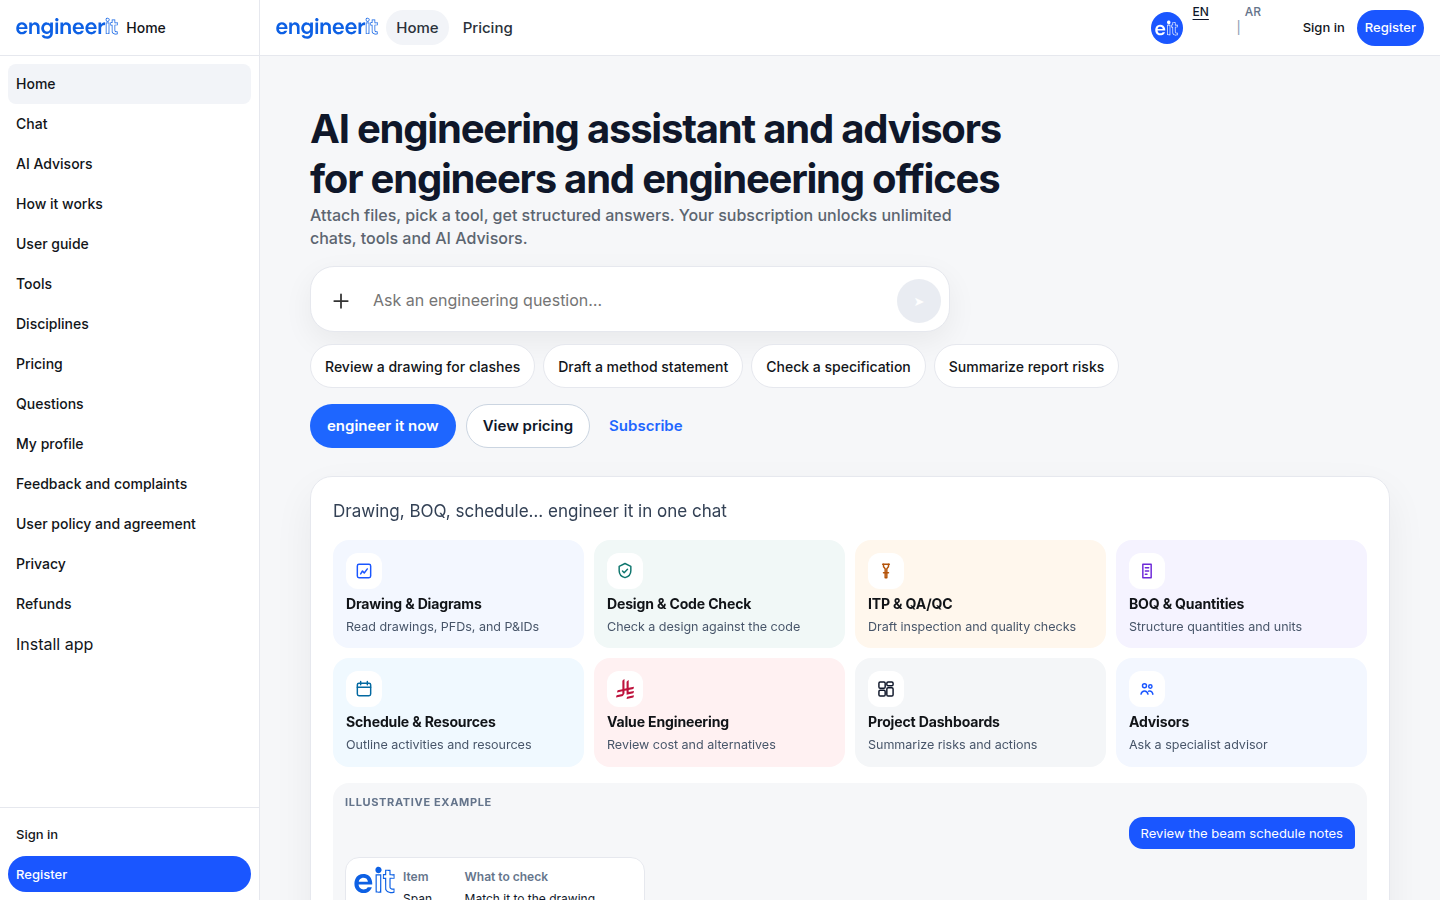 engineerit Home
Home
Chat
AI Advisors
How it works
User guide
Tools
Disciplines
Pricing
Questions
My profile
Feedback and complaints
User policy and agreement
Privacy
Refunds
Install app
Sign in
Register
engineerit Home Pricing
eit EN | AR Sign in Register
AI engineering assistant and advisors
for engineers and engineering offices
Attach files, pick a tool, get structured answers. Your subscription unlocks unlimited
chats, tools and AI Advisors.
Ask an engineering question...
Review a drawing for clashes Draft a method statement Check a specification Summarize report risks
engineer it now View pricing Subscribe
Drawing, BOQ, schedule... engineer it in one chat
Drawing & Diagrams
Read drawings, PFDs, and P&IDs
Design & Code Check
Check a design against the code
ITP & QA/QC
Draft inspection and quality checks
BOQ & Quantities
Structure quantities and units
Schedule & Resources
Outline activities and resources
Value Engineering
Review cost and alternatives
Project Dashboards
Summarize risks and actions
Advisors
Ask a specialist advisor
ILLUSTRATIVE EXAMPLE
Review the beam schedule notes
eit Item What to check
Span Match it to the drawing